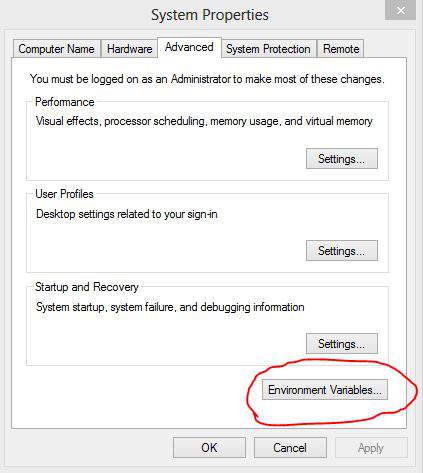 System Properties
Computer Name Hardware Advanced System Protection Remote
You must be logged on as an Administrator to make most of these changes.
Performance
Visual effects, processor scheduling, memory usage, and virtual memory
Settings...
User Profiles
Desktop settings related to your sign-in
Settings...
Startup and Recovery
System startup, system failure, and debugging information
Settings...
Environment Variables...
OK Cancel Apply